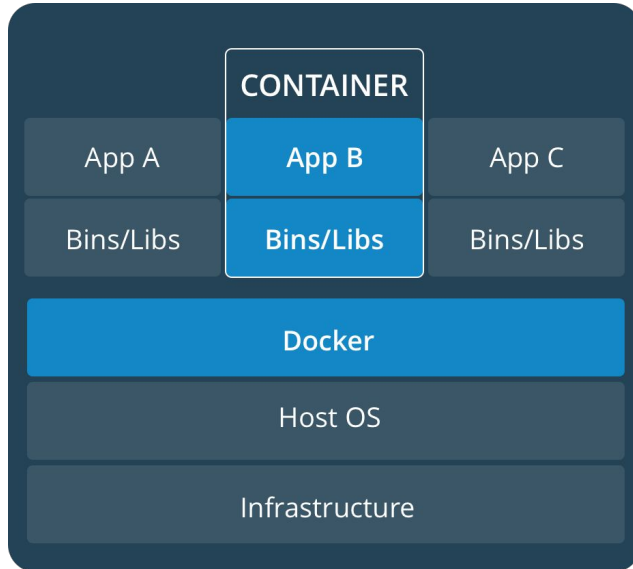 CONTAINER
App A
App B
App C
Bins/Libs
Bins/Libs
Bins/Libs
Docker
Host OS
Infrastructure